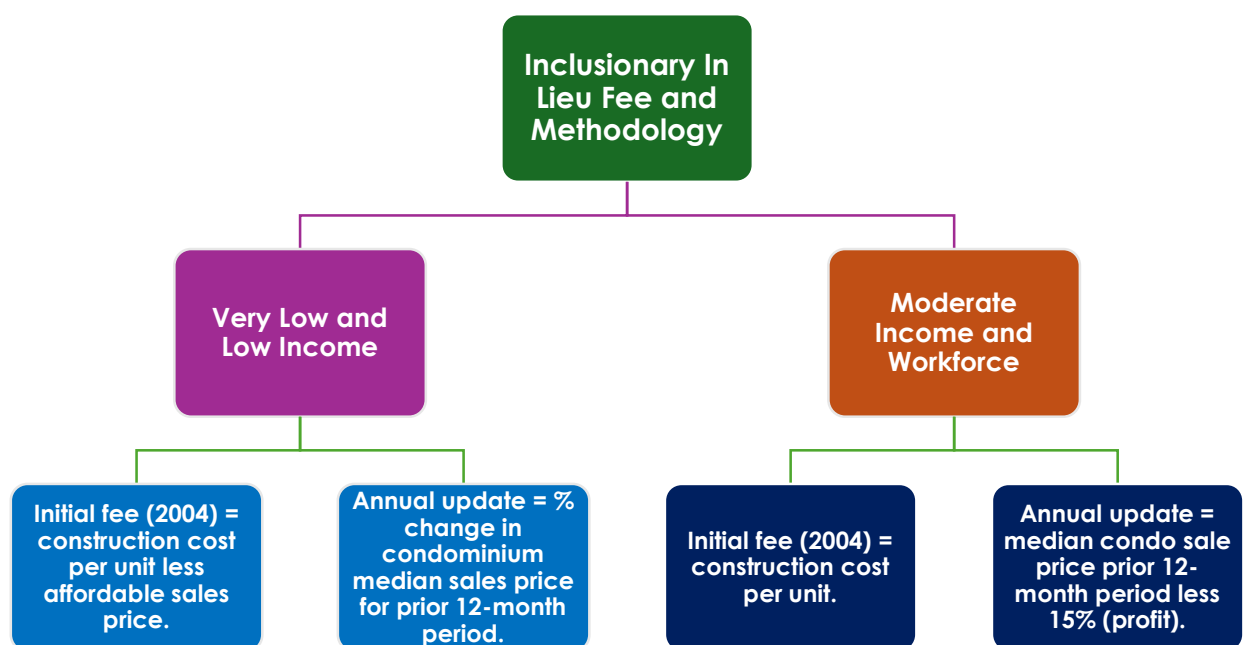 Inclusionary In
Lieu Fee and
Methodology
Very Low and
Low Income
Moderate
Income and
Workforce
Initial fee (2004) =
construction cost
per unit less
affordable sales
price.
Annual update = %
change in
condominium
median sales price
for prior 12-month
period.
Initial fee (2004) =
construction cost
per unit.
Annual update =
median condo sale
price prior 12-
month period less
15% (profit).